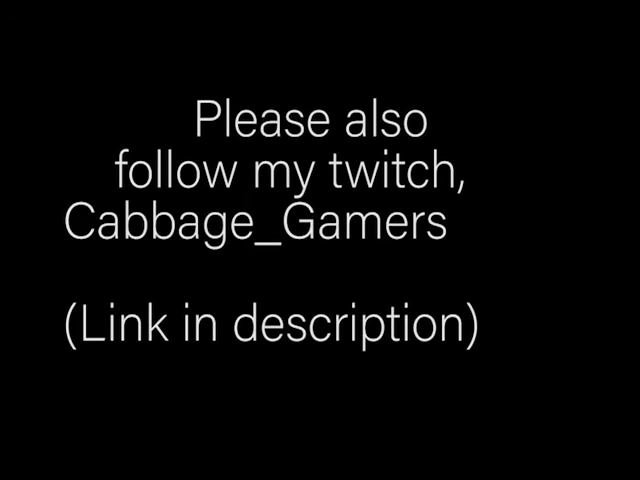 Please also
follow my twitch,
Cabbage_Gamers
(Link in description)